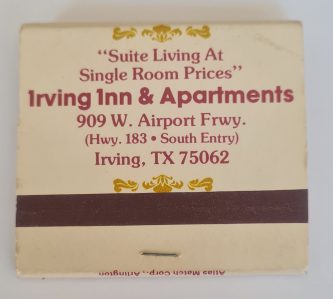 "Suite Living At
Single Room Prices"
Irving Inn & Apartments
909 W. Airport Frwy.
(Hwy. 183 • South Entry)
Irving, TX 75062
Atlas Match Corp., Arlington